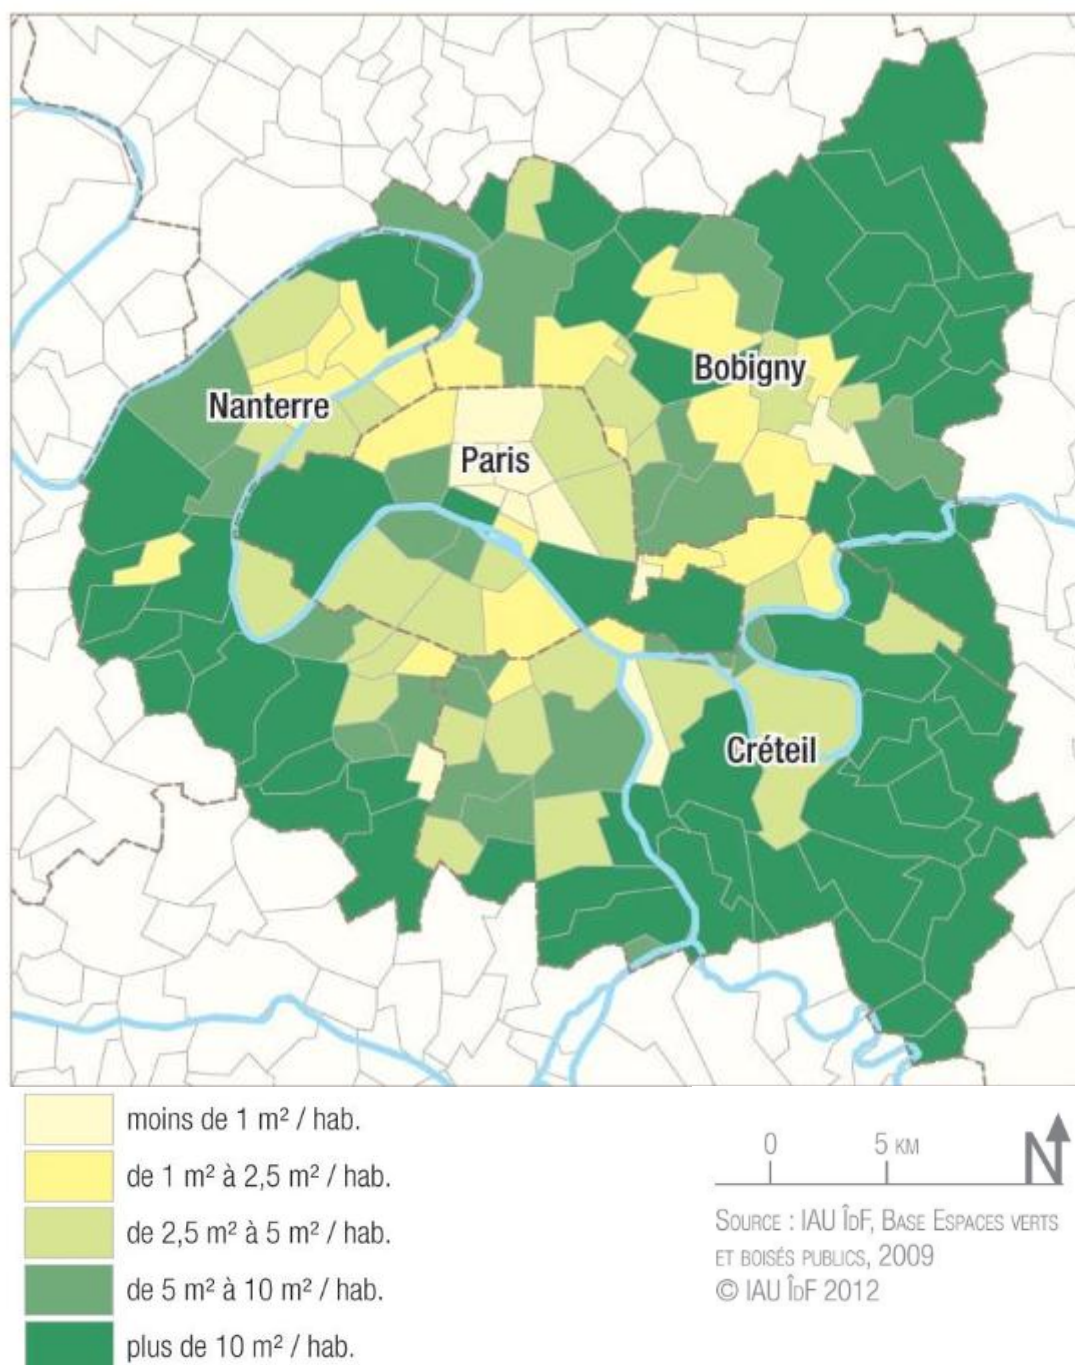 Nanterre
Bobigny
Paris
Créteil
moins de 1 m² / hab.
de 1 m² à 2,5 m² / hab.
de 2,5 m² à 5 m² / hab.
de 5 m² à 10 m² / hab.
plus de 10 m² / hab.
0 5 KM
N
SOURCE : IAU ÎDF, BASE ESPACES VERTS
ET BOISÉS PUBLICS, 2009
© IAU ÎDF 2012